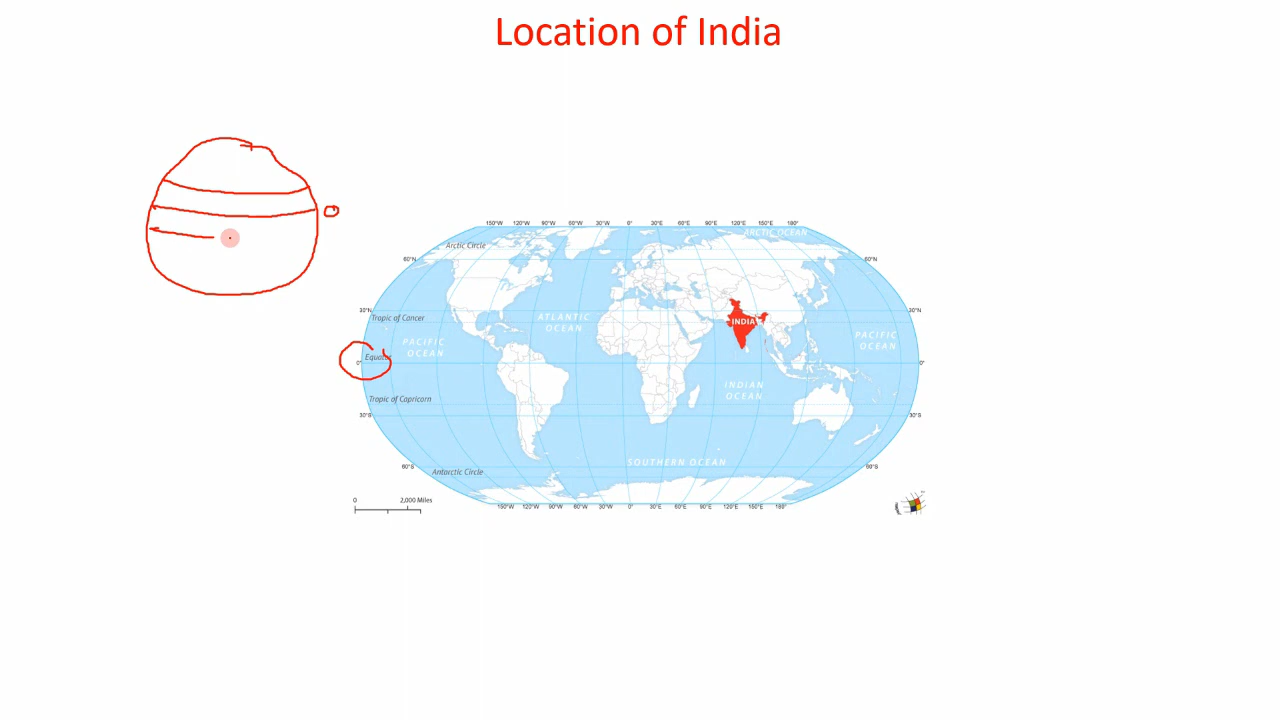 Location of India
0
150°W 120°W 90°W 60°W 30°W 0° 30°E 60°E 90°E 120°E 150°E 180°
ARCTIC OCEAN
Arctic Circle
60°N 60°N
30°N 30°N
Tropic of Cancer
ATLANTIC OCEAN
INDIA
PACIFIC OCEAN
PACIFIC OCEAN
Equator
0° 0°
INDIAN OCEAN
Tropic of Capricorn
30°S 30°S
SOUTHERN OCEAN
60°S 60°S
Antarctic Circle
0 2,000 Miles
150°W 120°W 90°W 60°W 30°W 0° 30°E 60°E 90°E 120°E 150°E 180°